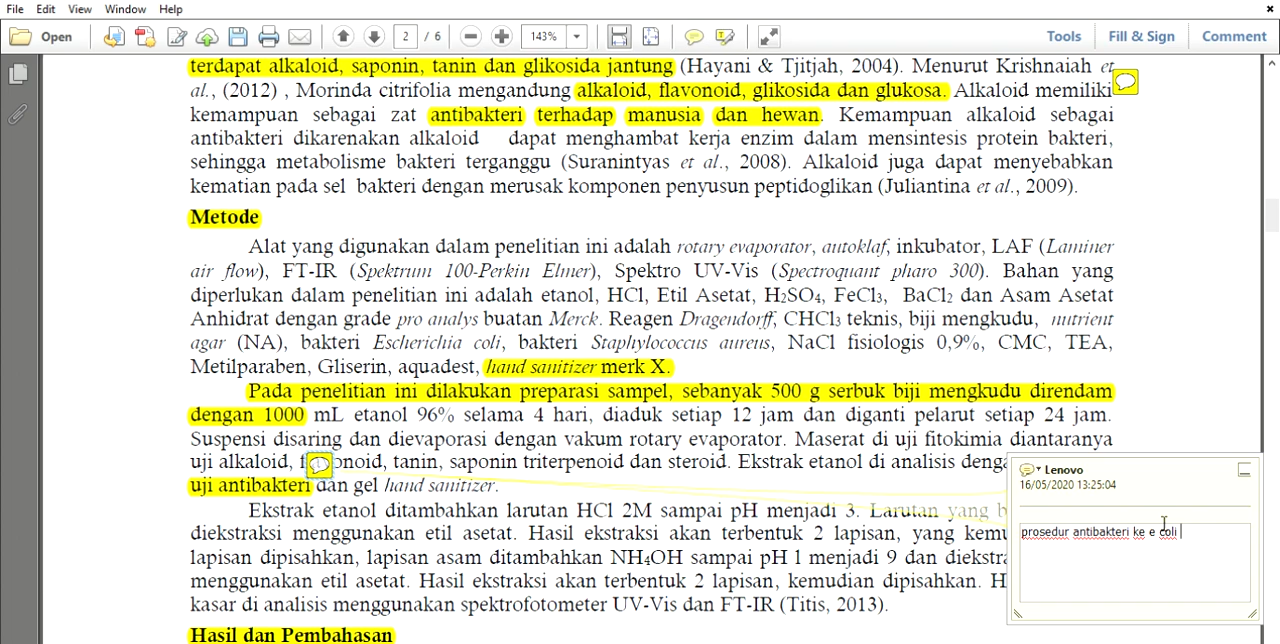 File Edit View Window Help
Open 2 / 6 143% Tools Fill & Sign Comment
terdapat alkaloid, saponin, tanin dan glikosida jantung (Hayani & Tjitjah, 2004). Menurut Krishnaiah et
al., (2012) , Morinda citrifolia mengandung alkaloid, flavonoid, glikosida dan glukosa. Alkaloid memiliki
kemampuan sebagai zat antibakteri terhadap manusia dan hewan. Kemampuan alkaloid sebagai
antibakteri dikarenakan alkaloid dapat menghambat kerja enzim dalam mensintesis protein bakteri,
sehingga metabolisme bakteri terganggu (Suranintyas et al., 2008). Alkaloid juga dapat menyebabkan
kematian pada sel bakteri dengan merusak komponen penyusun peptidoglikan (Juliantina et al., 2009).
Metode
Alat yang digunakan dalam penelitian ini adalah rotary evaporator, autoklaf, inkubator, LAF (Laminer
air flow), FT-IR (Spektrum 100-Perkin Elmer), Spektro UV-Vis (Spectroquant pharo 300). Bahan yang
diperlukan dalam penelitian ini adalah etanol, HCl, Etil Asetat, H2SO4, FeCl3, BaCl2 dan Asam Asetat
Anhidrat dengan grade pro analys buatan Merck. Reagen Dragendorff, CHCl3 teknis, biji mengkudu, nutrient
agar (NA), bakteri Escherichia coli, bakteri Staphylococcus aureus, NaCl fisiologis 0,9%, CMC, TEA,
Metilparaben, Gliserin, aquadest, hand sanitizer merk X.
Pada penelitian ini dilakukan preparasi sampel, sebanyak 500 g serbuk biji mengkudu direndam
dengan 1000 mL etanol 96% selama 4 hari, diaduk setiap 12 jam dan diganti pelarut setiap 24 jam.
Suspensi disaring dan dievaporasi dengan vakum rotary evaporator. Maserat di uji fitokimia diantaranya
uji alkaloid, tanin, saponin triterpenoid dan steroid. Ekstrak etanol di analisis
uji antibakteri dan gel hand sanitizer.
Ekstrak etanol ditambahkan larutan HCl 2M sampai pH menjadi 3. Larutan yang
diekstraksi menggunakan etil asetat. Hasil ekstraksi akan terbentuk 2 lapisan, yang
lapisan dipisahkan, lapisan asam ditambahkan NH4OH sampai pH 1 menjadi 9 dan
menggunakan etil asetat. Hasil ekstraksi akan terbentuk 2 lapisan, kemudian dipisahkan.
kasar di analisis menggunakan spektrofotometer UV-Vis dan FT-IR (Titis, 2013).
Hasil dan Pembahasan
Lenovo
16/05/2020 13:25:04
prosedur antibakteri ke e coli